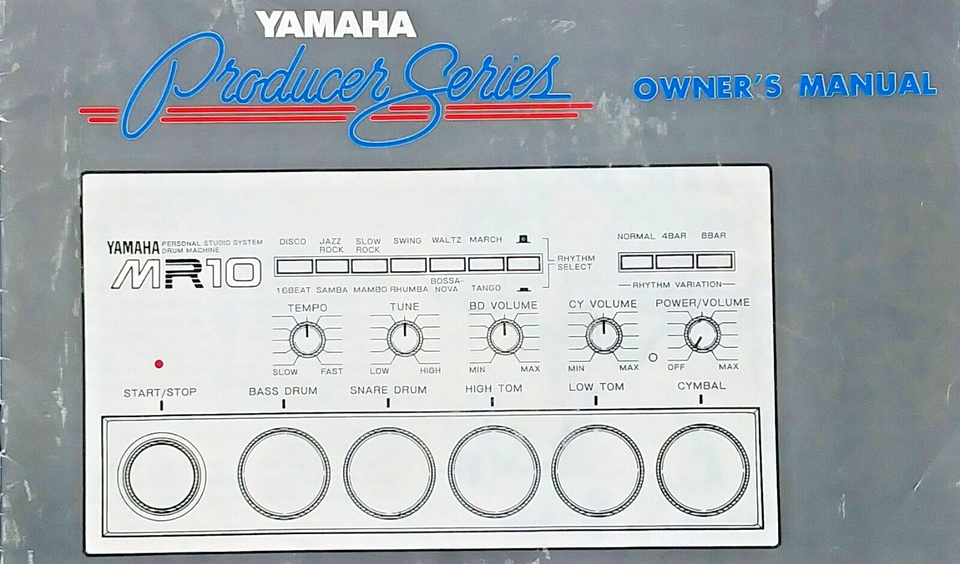 YAMAHA
Producer Series
OWNER'S MANUAL
YAMAHA PERSONAL STUDIO SYSTEM
DRUM MACHINE
MR10
DISCO JAZZ ROCK SLOW ROCK SWING WALTZ MARCH
RHYTHM SELECT
16BEAT SAMBA MAMBO RHUMBA BOSSA-NOVA TANGO
NORMAL 4BAR 8BAR
RHYTHM VARIATION
TEMPO TUNE BD VOLUME CY VOLUME POWER/VOLUME
SLOW FAST LOW HIGH MIN MAX MIN MAX OFF MAX
START/STOP BASS DRUM SNARE DRUM HIGH TOM LOW TOM CYMBAL